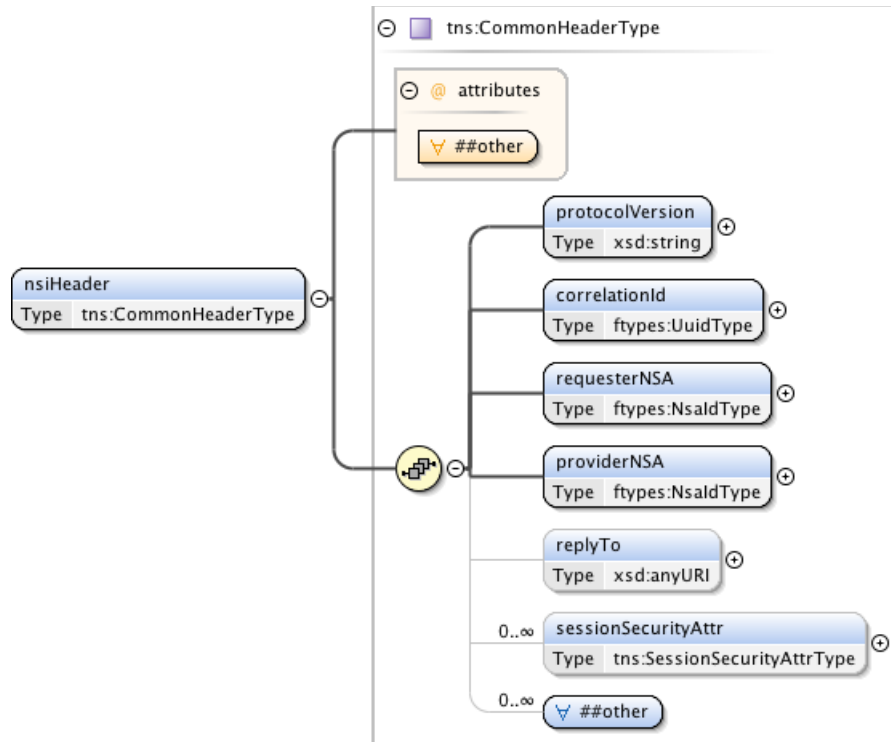 tns:CommonHeaderType
@ attributes
∀ ##other
protocolVersion
Type xsd:string
nsiHeader
Type tns:CommonHeaderType
correlationId
Type ftypes:UuidType
requesterNSA
Type ftypes:NsaIdType
providerNSA
Type ftypes:NsaIdType
replyTo
Type xsd:anyURI
0..∞
sessionSecurityAttr
Type tns:SessionSecurityAttrType
0..∞
∀ ##other